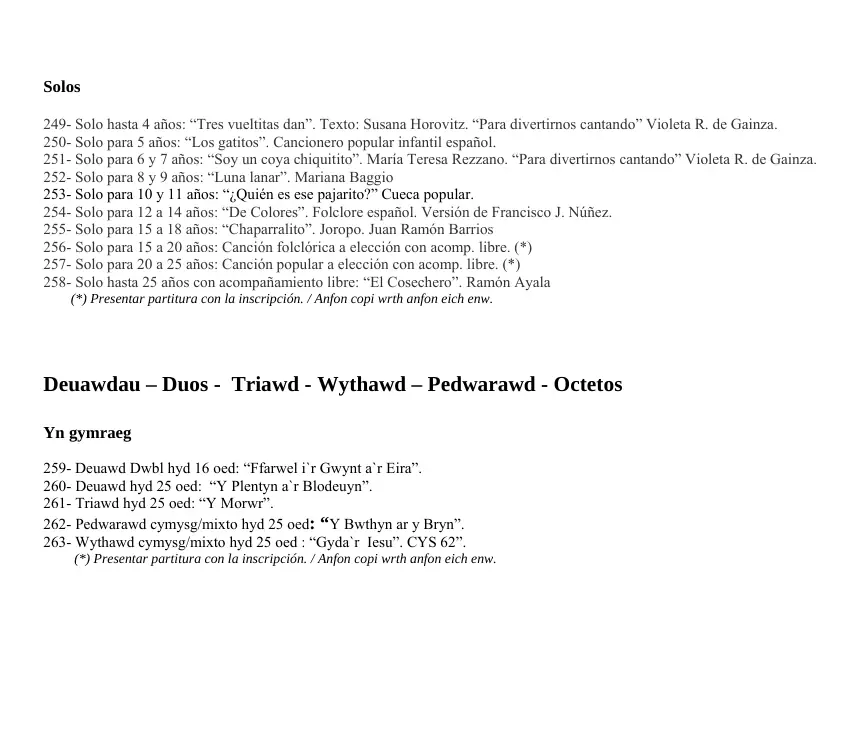 Solos
249- Solo hasta 4 años: “Tres vueltitas dan”. Texto: Susana Horovitz. “Para divertirnos cantando” Violeta R. de Gainza.
250- Solo para 5 años: “Los gatitos”. Cancionero popular infantil español.
251- Solo para 6 y 7 años: “Soy un coya chiquitito”. María Teresa Rezzano. “Para divertirnos cantando” Violeta R. de Gainza.
252- Solo para 8 y 9 años: “Luna lanar”. Mariana Baggio
253- Solo para 10 y 11 años: “¿Quién es ese pajarito?” Cueca popular.
254- Solo para 12 a 14 años: “De Colores”. Folclore español. Versión de Francisco J. Núñez.
255- Solo para 15 a 18 años: “Chaparralito”. Joropo. Juan Ramón Barrios
256- Solo para 15 a 20 años: Canción folclórica a elección con acomp. libre. (*)
257- Solo para 20 a 25 años: Canción popular a elección con acomp. libre. (*)
258- Solo hasta 25 años con acompañamiento libre: “El Cosechero”. Ramón Ayala
(*) Presentar partitura con la inscripción. / Anfon copi wrth anfon eich enw.
Deuawdau – Duos -  Triawd - Wythawd – Pedwarawd - Octetos
Yn gymraeg
259- Deuawd Dwbl hyd 16 oed: “Ffarwel i`r Gwynt a`r Eira”.
260- Deuawd hyd 25 oed:  “Y Plentyn a`r Blodeuyn”.
261- Triawd hyd 25 oed: “Y Morwr”.
262- Pedwarawd cymysg/mixto hyd 25 oed: “Y Bwthyn ar y Bryn”.
263- Wythawd cymysg/mixto hyd 25 oed : “Gyda`r  Iesu”. CYS 62”.
(*) Presentar partitura con la inscripción. / Anfon copi wrth anfon eich enw.